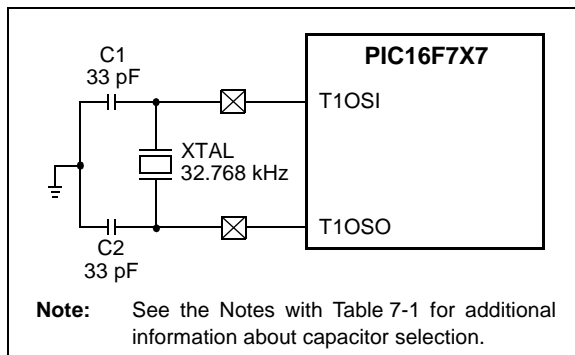 C1
33 pF
PIC16F7X7
T1OSI
XTAL
32.768 kHz
T1OSO
C2
33 pF
Note: See the Notes with Table 7-1 for additional
information about capacitor selection.